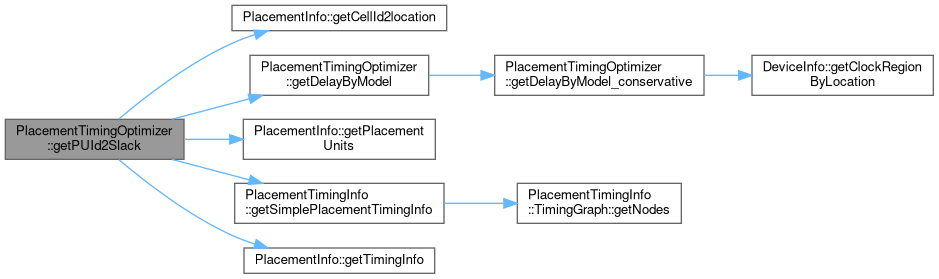 PlacementTimingOptimizer
::getPUId2Slack
PlacementInfo::getCellId2location
PlacementTimingOptimizer
::getDelayByModel
PlacementTimingOptimizer
::getDelayByModel_conservative
DeviceInfo::getClockRegion
ByLocation
PlacementInfo::getPlacement
Units
PlacementTimingInfo
::getSimplePlacementTimingInfo
PlacementTimingInfo
::TimingGraph::getNodes
PlacementInfo::getTimingInfo